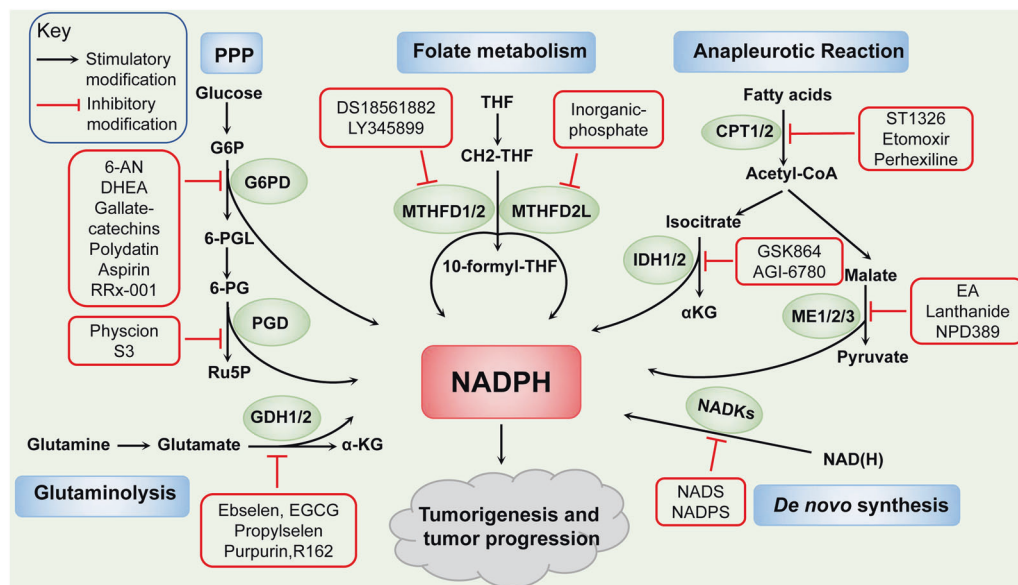 Key
Stimulatory
modification
Inhibitory
modification
PPP
Glucose
G6P
6-AN
DHEA
Gallate-
catechins
Polydatin
Aspirin
RRx-001
G6PD
6-PGL
6-PG
Physcion
S3
PGD
Ru5P
Folate metabolism
DS18561882
LY345899
THF
Inorganic-
phosphate
CH2-THF
MTHFD1/2
MTHFD2L
10-formyl-THF
Anapleurotic Reaction
Fatty acids
CPT1/2
ST1326
Etomoxir
Perhexiline
Acetyl-CoA
Isocitrate
IDH1/2
GSK864
AGI-6780
αKG
Malate
ME1/2/3
EA
Lanthanide
NPD389
Pyruvate
NADPH
GDH1/2
Glutamine
Glutamate
α-KG
Glutaminolysis
Ebselen, EGCG
Propylselen
Purpurin,R162
Tumorigenesis and
tumor progression
NADKs
NAD(H)
NADS
NADPS
De novo synthesis